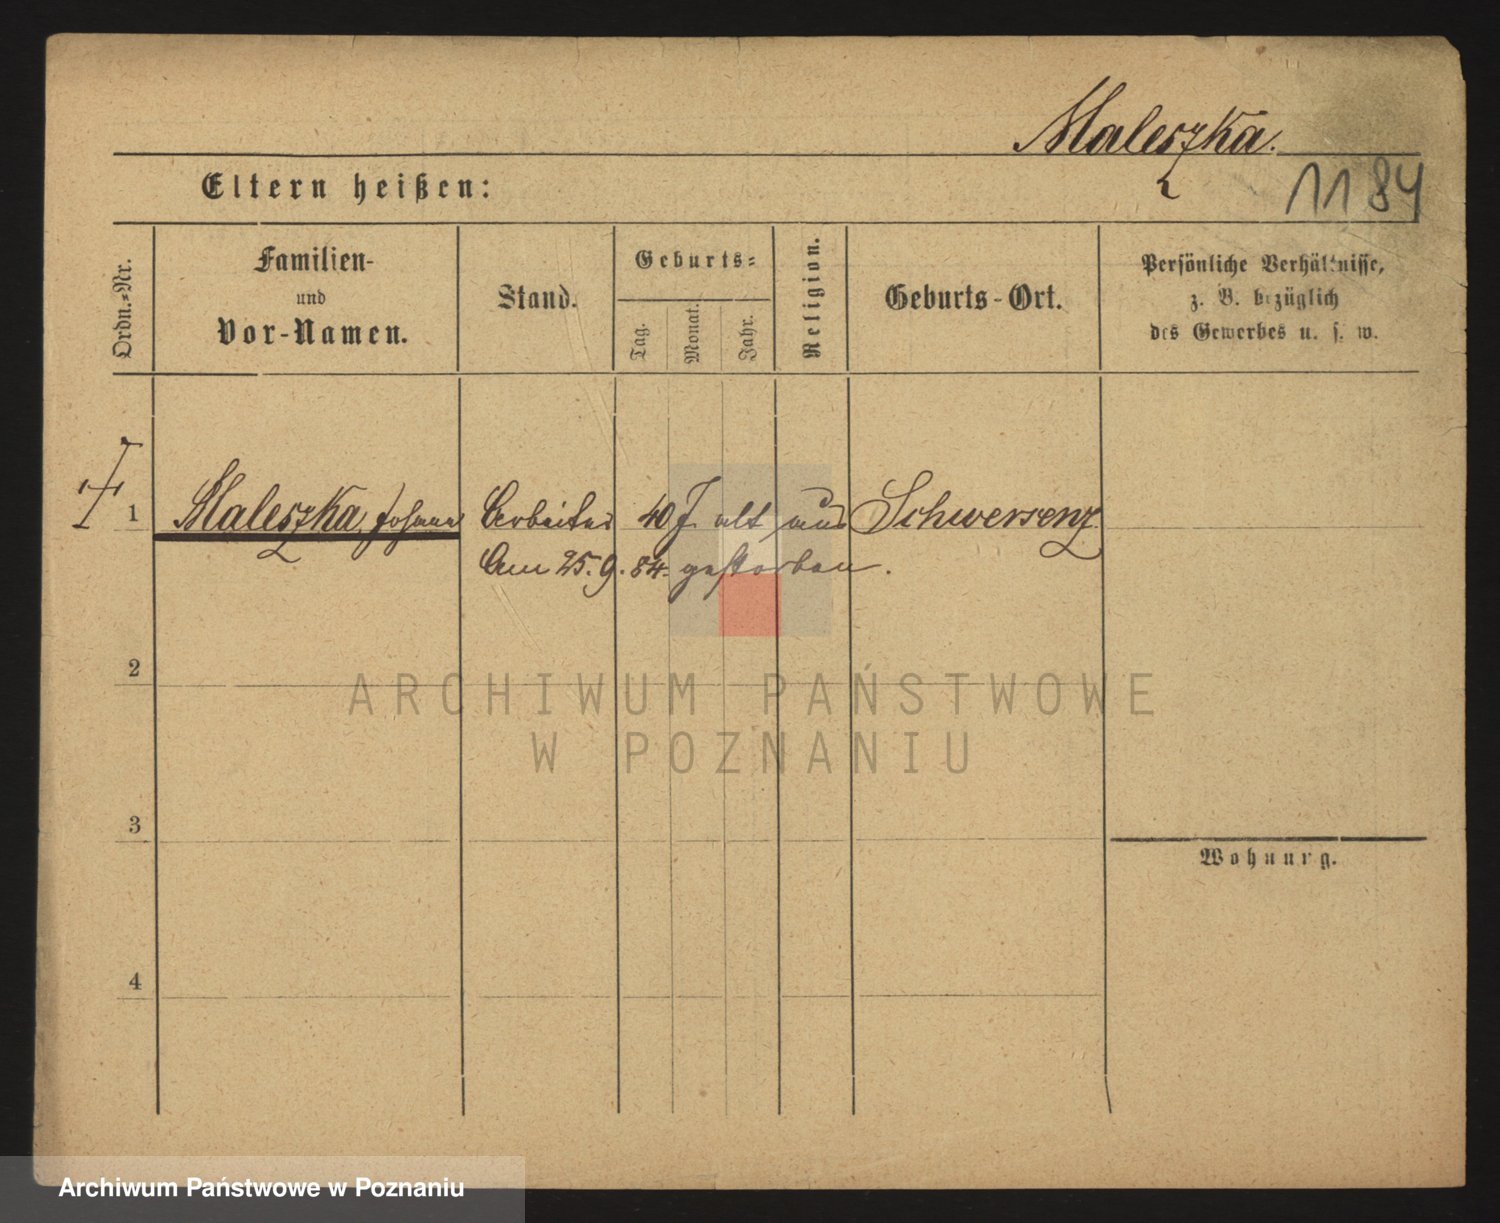 Maleszka.
Eltern heißen:
1184
Ordn.=Nr.
Familien-
und
Vor-Namen.
Stand.
Geburts=
Tag.
Monat.
Jahr.
Religion.
Geburts-Ort.
Persönliche Verhältnisse,
z. B. bezüglich
des Gewerbes u. s. w.
1 Maleszka, Johann Arbeiter 40 J. alt aus Schwersenz
Am 25.9.84. gestorben.
2
ARCHIWUM PAŃSTWOWE
W POZNANIU
3
Wohnung.
4
Archiwum Państwowe w Poznaniu